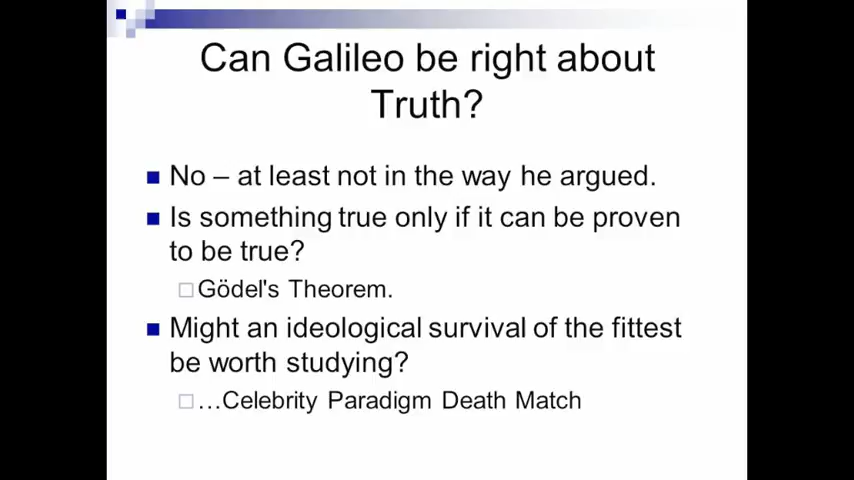 Can Galileo be right about
Truth?
No – at least not in the way he argued.
Is something true only if it can be proven
to be true?
Gödel's Theorem.
Might an ideological survival of the fittest
be worth studying?
…Celebrity Paradigm Death Match